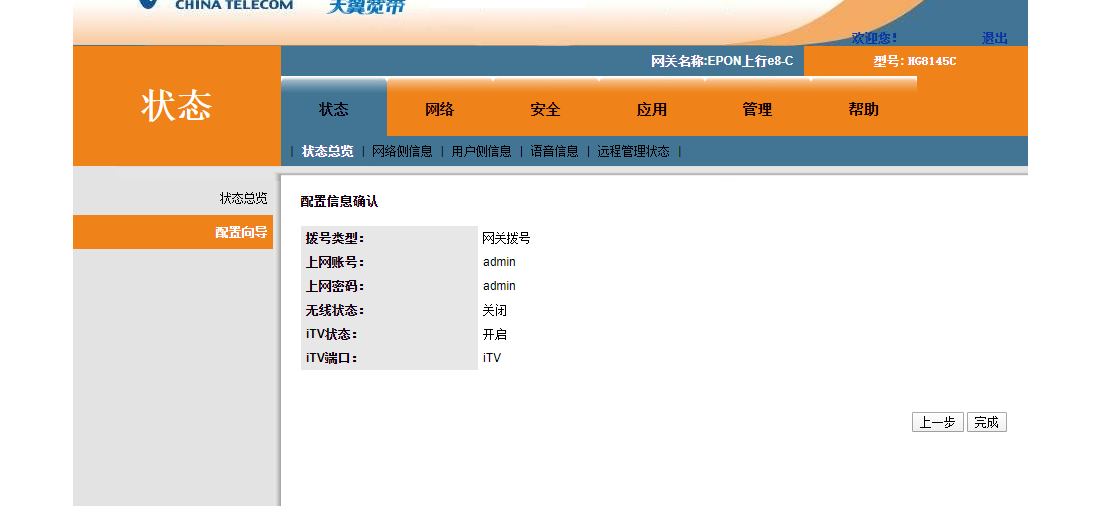 CHINA TELECOM 天翼宽带
欢迎您! 退出
网关名称:EPON上行e8-C 型号: HG8145C
状态
状态 网络 安全 应用 管理 帮助
| 状态总览 | 网络侧信息 | 用户侧信息 | 语音信息 | 远程管理状态 |
状态总览
配置向导
配置信息确认
拨号类型: 网关拨号
上网账号: admin
上网密码: admin
无线状态: 关闭
iTV状态: 开启
iTV端口: iTV
上一步 完成